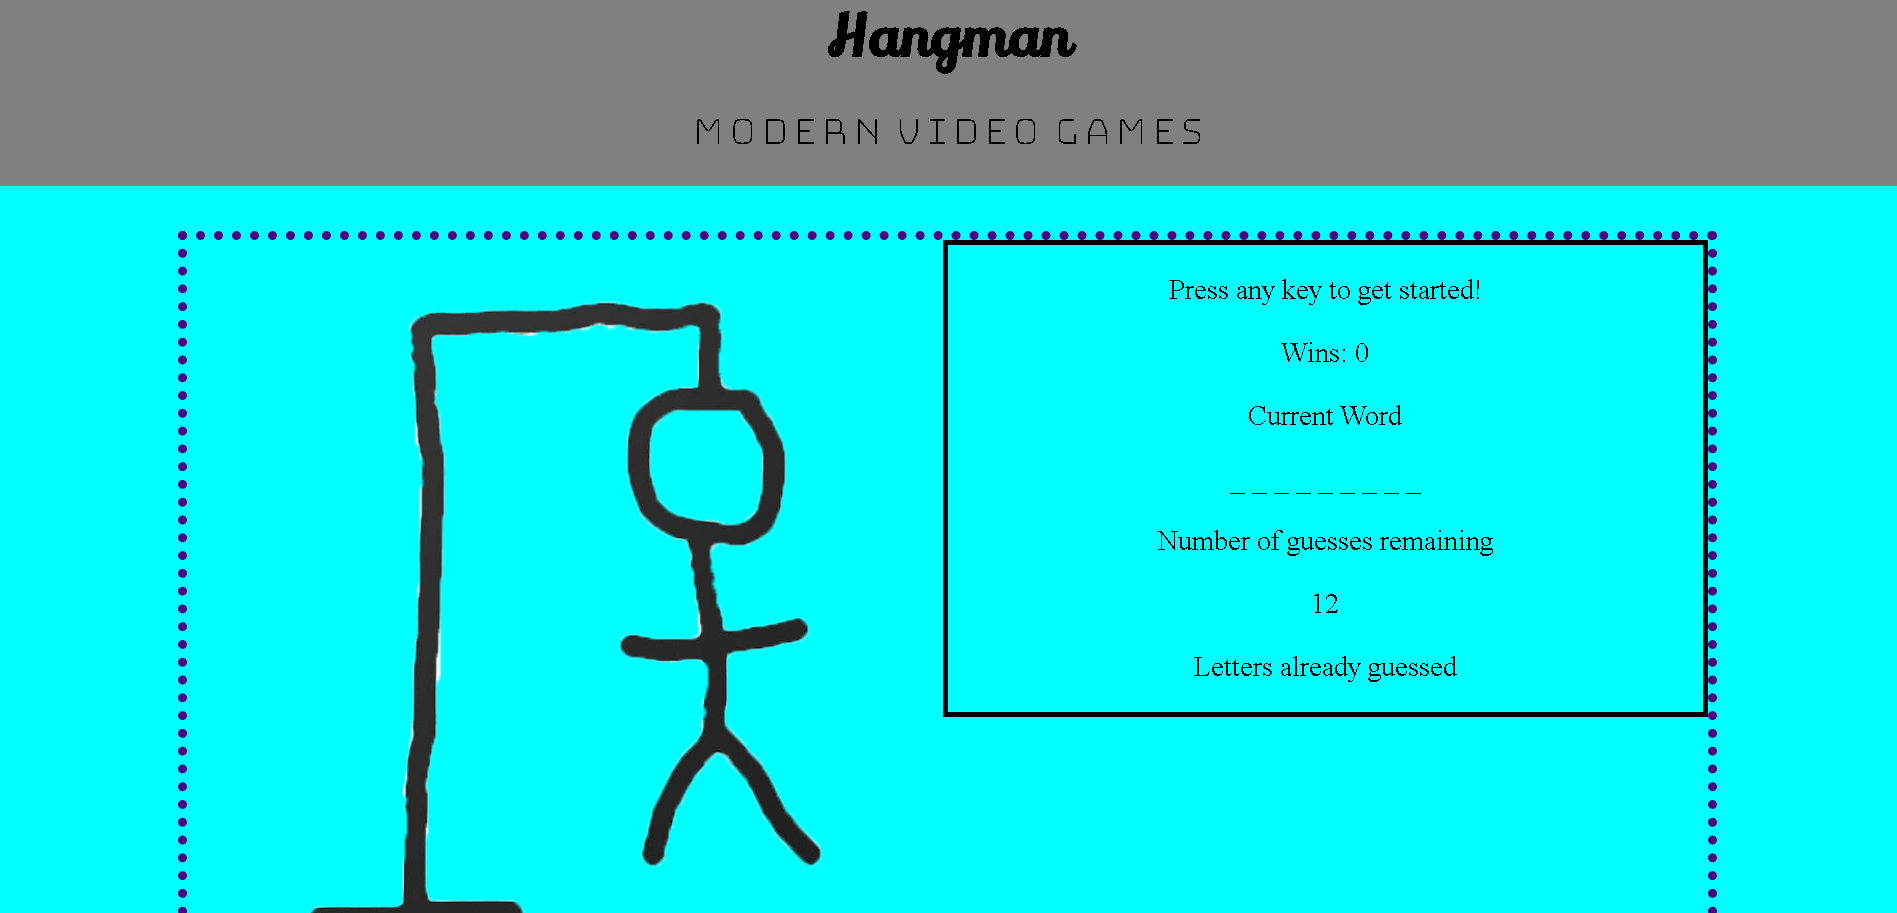 Hangman
MODERN VIDEO GAMES
Press any key to get started!
Wins: 0
Current Word
_ _ _ _ _ _ _ _ _
Number of guesses remaining
12
Letters already guessed